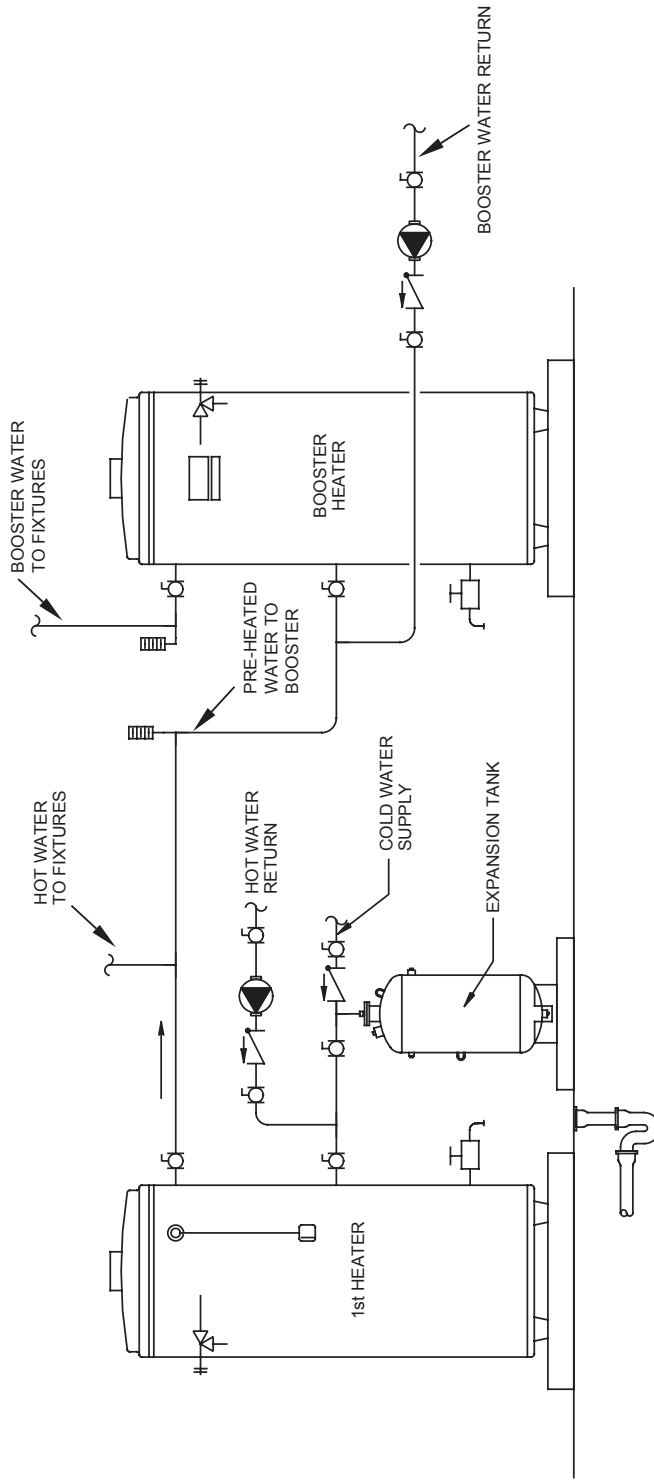 HOT WATER
TO FIXTURES
BOOSTER WATER
TO FIXTURES
PRE-HEATED
WATER TO
BOOSTER
HOT WATER
RETURN
COLD WATER
SUPPLY
1st HEATER
EXPANSION TANK
BOOSTER
HEATER
BOOSTER WATER RETURN